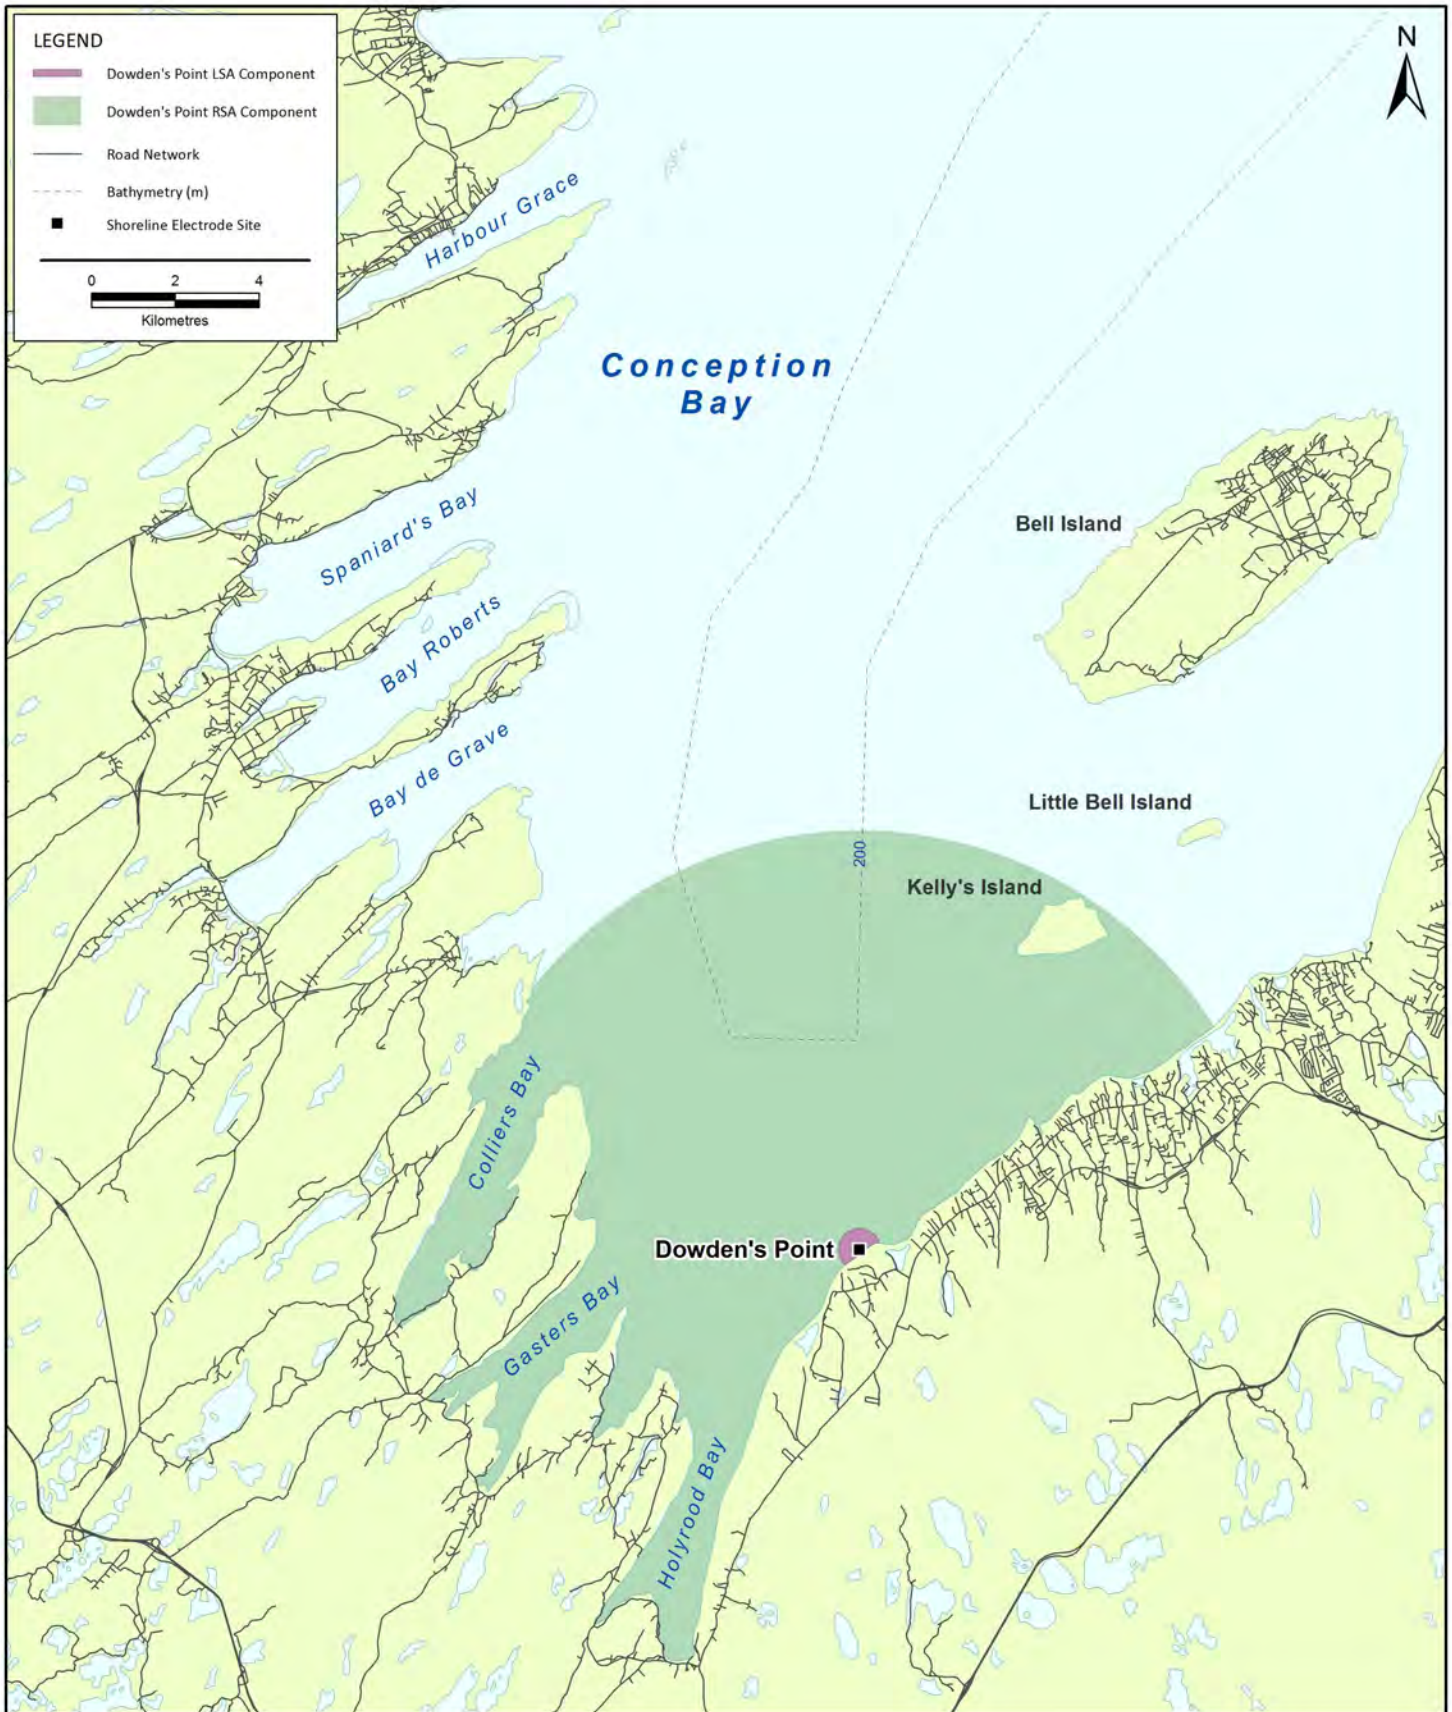 LEGEND
Dowden's Point LSA Component
Dowden's Point RSA Component
Road Network
Bathymetry (m)
Shoreline Electrode Site
0 2 4
Kilometres
N
Harbour Grace
Conception
Bay
Spaniard's Bay
Bell Island
Bay Roberts
Bay de Grave
Little Bell Island
200
Kelly's Island
Colliers Bay
Dowden's Point
Gasters Bay
Holyrood Bay